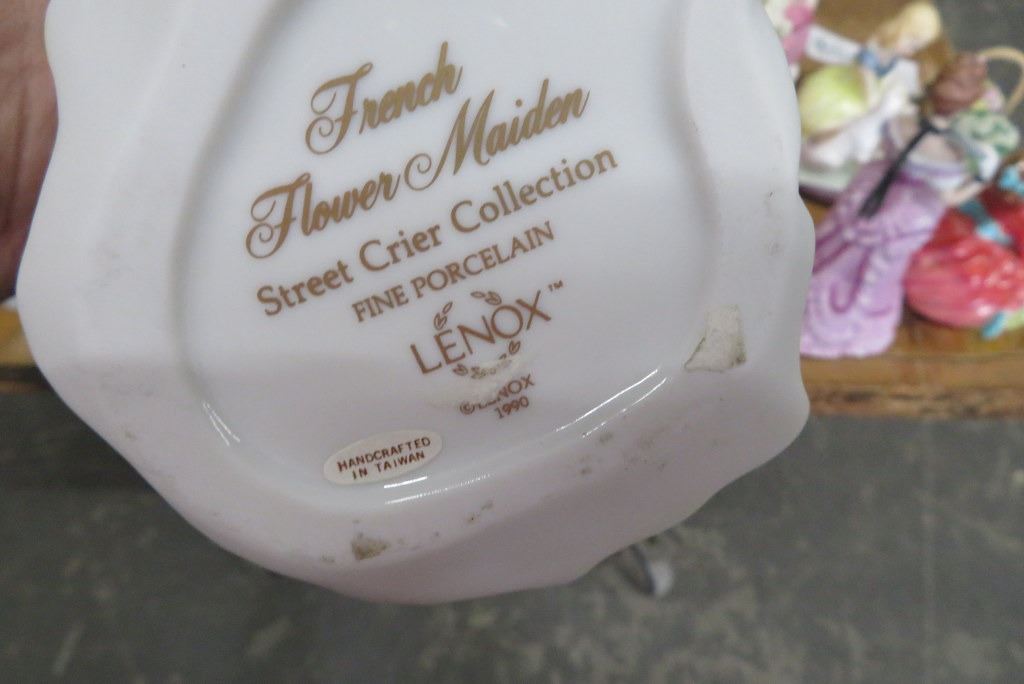 French
Flower Maiden
Street Crier Collection
FINE PORCELAIN
LENOX™
© LENOX
1990
HANDCRAFTED
IN TAIWAN